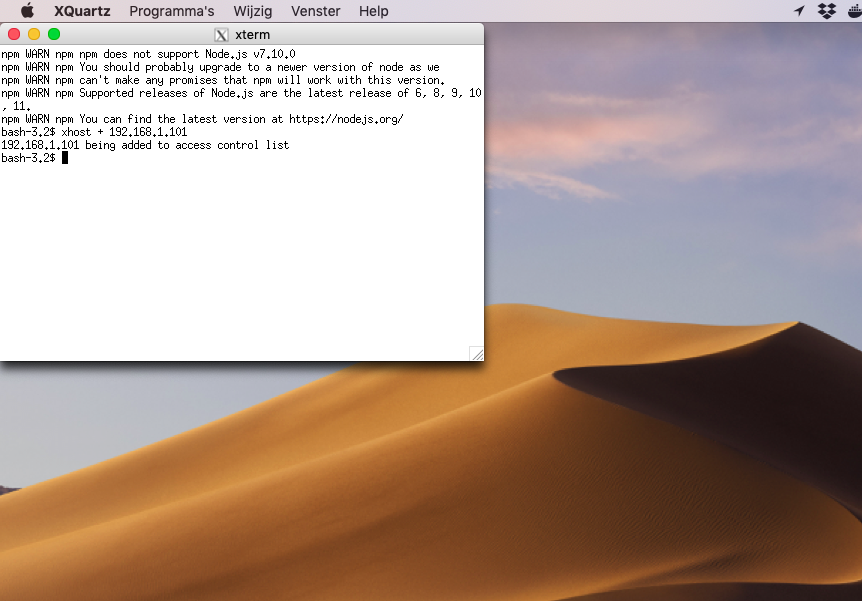 XQuartz Programma's Wijzig Venster Help
xterm
npm WARN npm npm does not support Node.js v7.10.0
npm WARN npm You should probably upgrade to a newer version of node as we
npm WARN npm can't make any promises that npm will work with this version.
npm WARN npm Supported releases of Node.js are the latest release of 6, 8, 9, 10
, 11.
npm WARN npm You can find the latest version at https://nodejs.org/
bash-3.2$ xhost + 192.168.1.101
192.168.1.101 being added to access control list
bash-3.2$